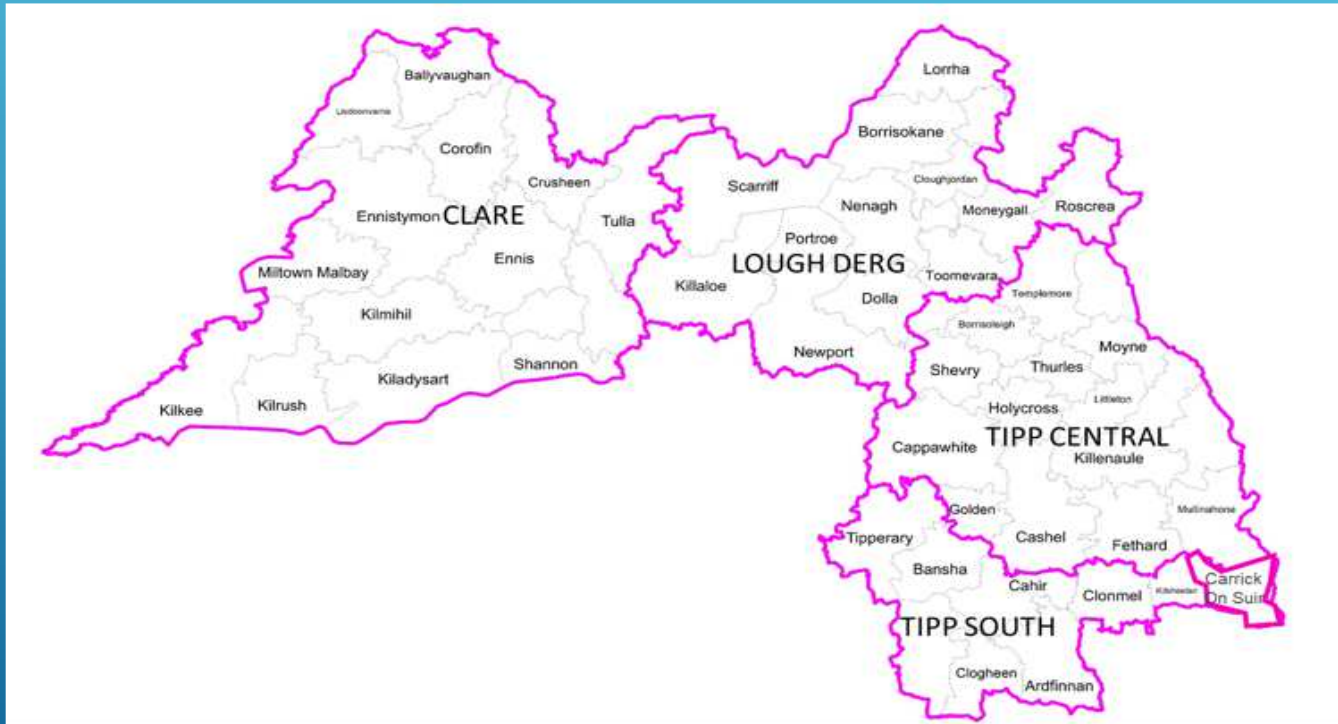 Lorrha
Ballyvaughan
Lisdoonvarna
Borrisokane
Corofin
Cloughjordan
Crusheen
Scarriff
Nenagh
Moneygall
Roscrea
Ennistymon
CLARE
Tulla
Portroe
Ennis
LOUGH DERG
Miltown Malbay
Toomevara
Killaloe
Templemore
Dolla
Kilmihil
Borrisoleigh
Moyne
Newport
Shannon
Shevry
Thurles
Kiladysart
Littleton
Kilkee
Kilrush
Holycross
TIPP CENTRAL
Cappawhite
Killenaule
Golden
Mullinahone
Tipperary
Cashel
Fethard
Bansha
Cahir
Clonmel
Kilsheelan
Carrick
On Suir
TIPP SOUTH
Clogheen
Ardfinnan